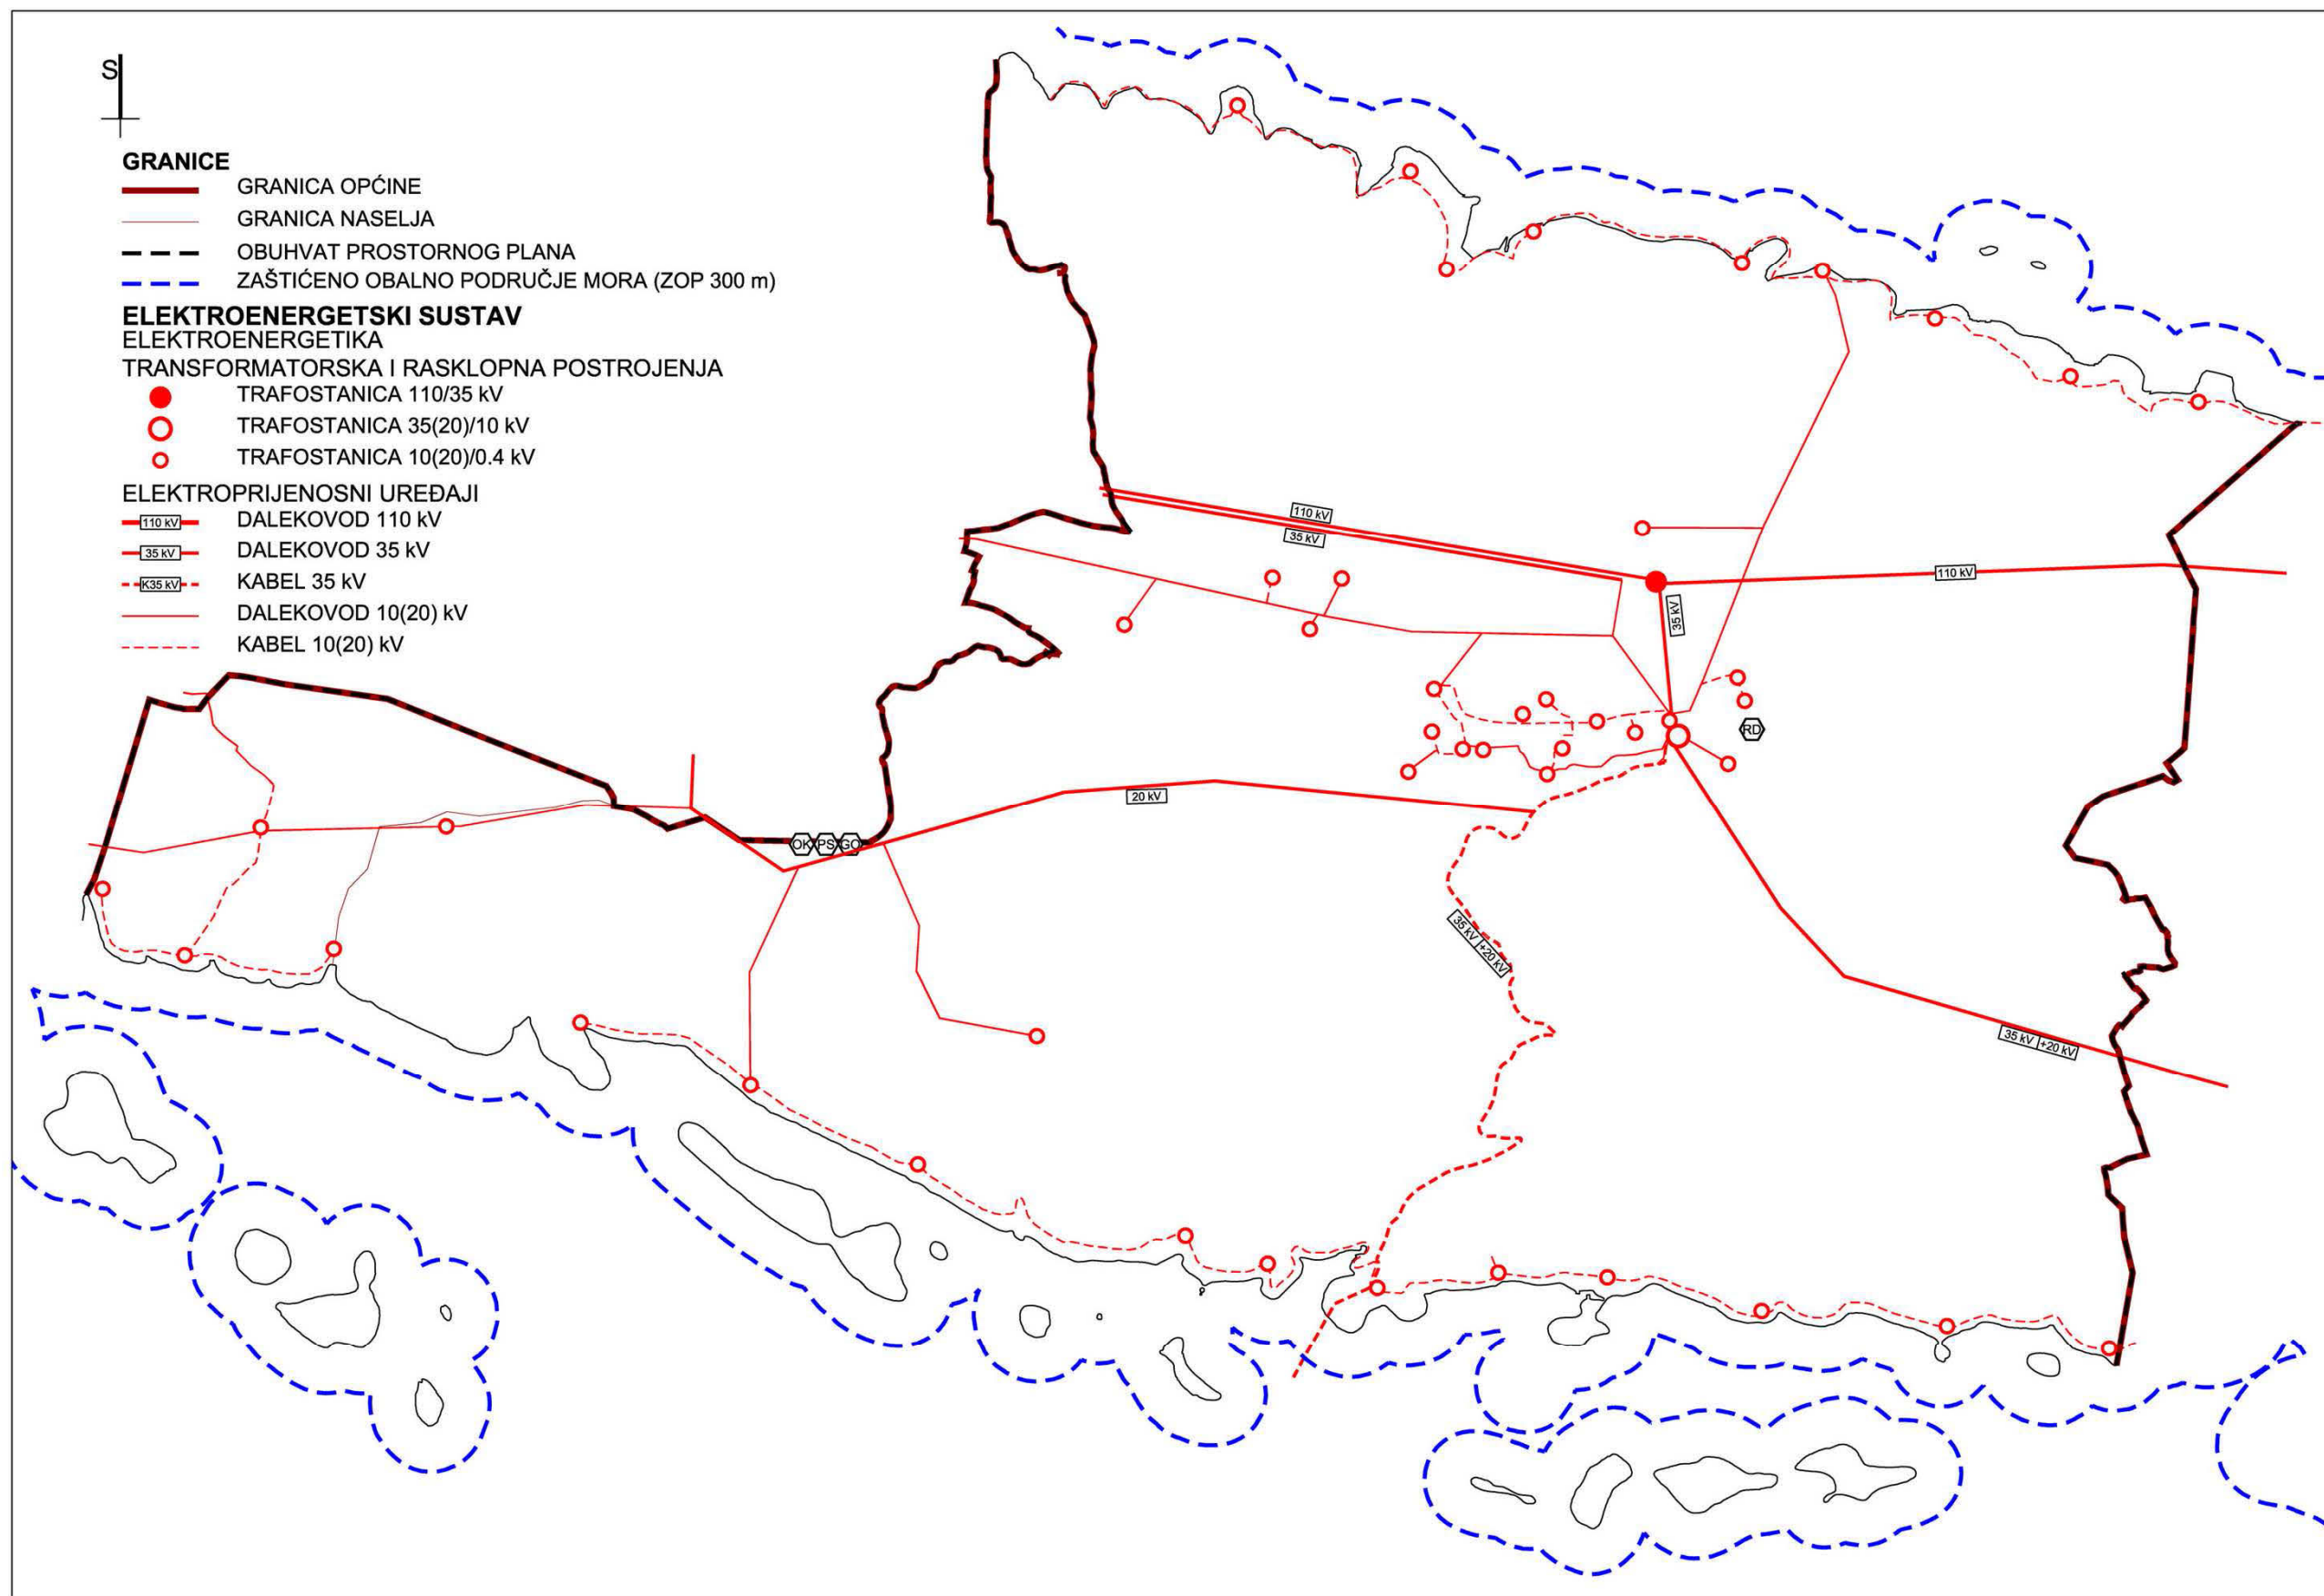 S
GRANICE
GRANICA OPĆINE
GRANICA NASELJA
OBUHVAT PROSTORNOG PLANA
ZAŠTIĆENO OBALNO PODRUČJE MORA (ZOP 300 m)
ELEKTROENERGETSKI SUSTAV
ELEKTROENERGETIKA
TRANSFORMATORSKA I RASKLOPNA POSTROJENJA
TRAFOSTANICA 110/35 kV
TRAFOSTANICA 35(20)/10 kV
TRAFOSTANICA 10(20)/0.4 kV
ELEKTROPRIJENOSNI UREĐAJI
110 kV DALEKOVOD 110 kV
35 kV DALEKOVOD 35 kV
K35 kV KABEL 35 kV
DALEKOVOD 10(20) kV
KABEL 10(20) kV
110 kV
35 kV
110 kV
35 kV
RD
20 kV
OK PS GO
35 kV +20 kV
35 kV +20 kV